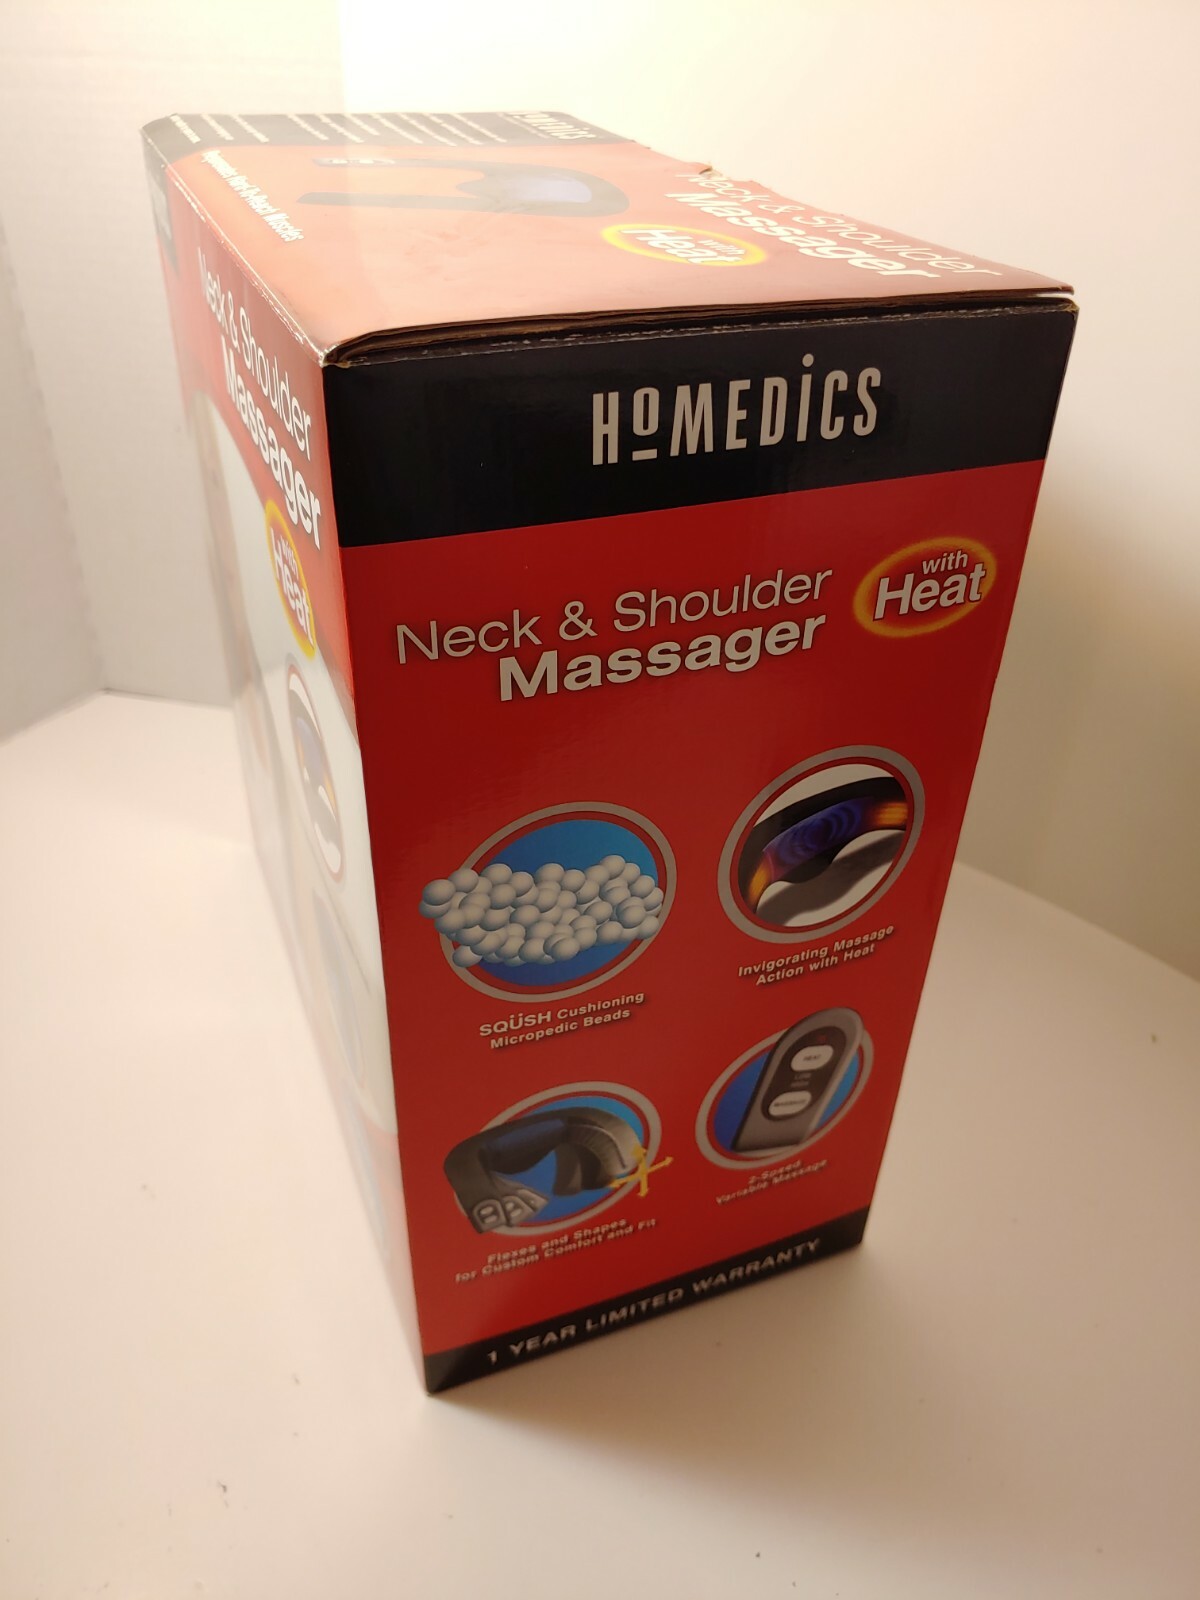 HoMEDiCS
Neck & Shoulder
Massager
with
Heat
Neck & Shoulder
Massager
with
Heat
HoMEDiCS
Neck & Shoulder
Massager
with
Heat
SQÜSH Cushioning
Micropedic Beads
Invigorating Massage
Action with Heat
Flexes and Shapes
for Custom Comfort and Fit
2-Speed
Variable Massage
1 YEAR LIMITED WARRANTY